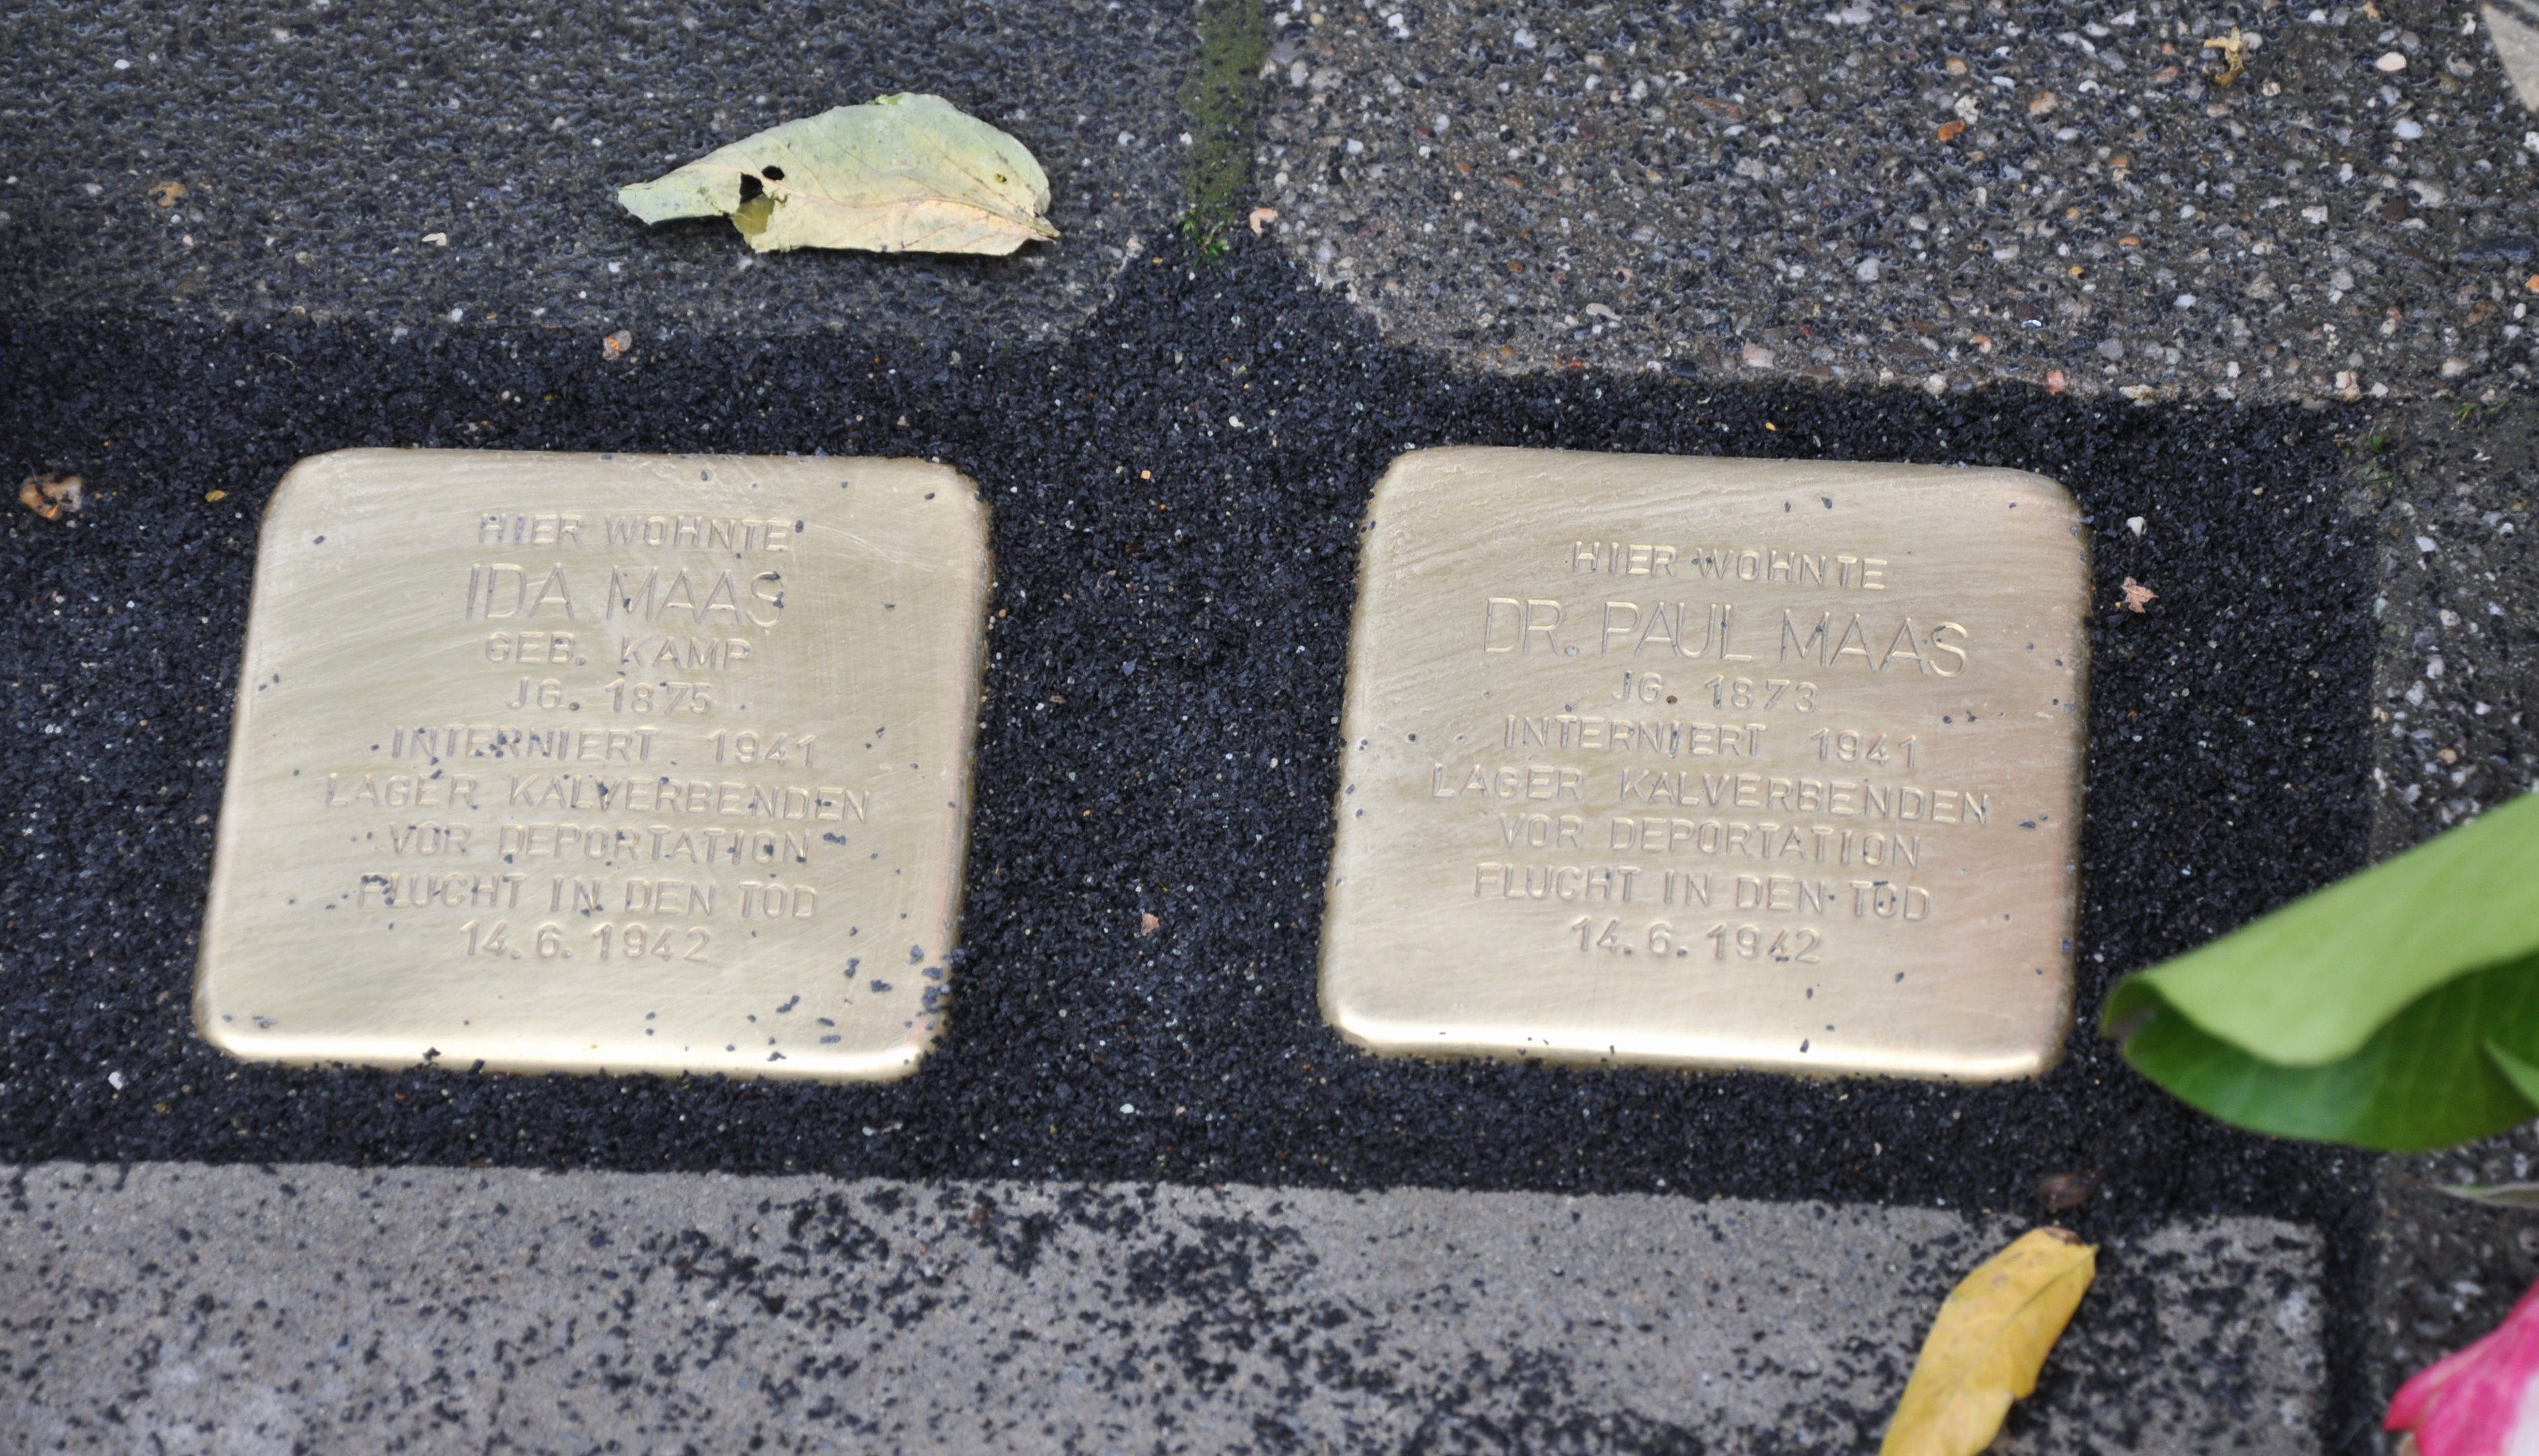 HIER WOHNTE
IDA MAAS
GEB. KAMP
JG. 1875
INTERNIERT 1941
LAGER KALVERBENDEN
VOR DEPORTATION
FLUCHT IN DEN TOD
14.6.1942
HIER WOHNTE
DR. PAUL MAAS
JG. 1873
INTERNIERT 1941
LAGER KALVERBENDEN
VOR DEPORTATION
FLUCHT IN DEN TOD
14.6.1942